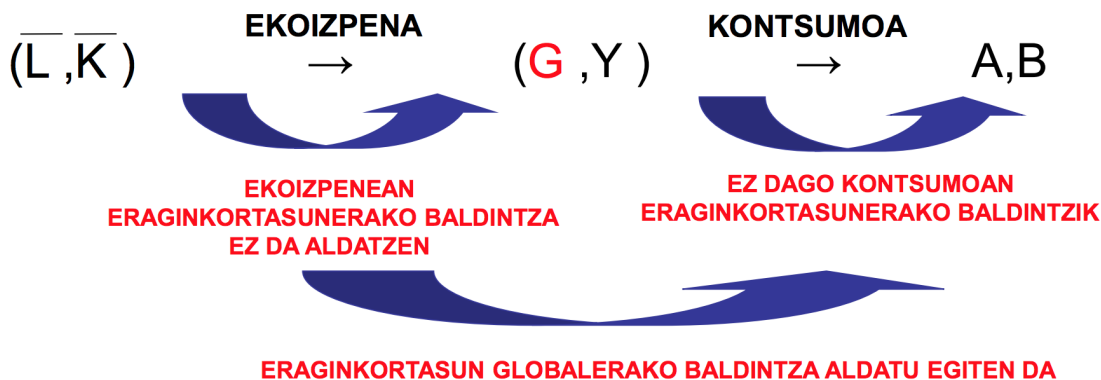 EKOIZPENA KONTSUMOA
(L̅ ,K̅ ) → (G ,Y ) → A,B
EKOIZPENEAN
ERAGINKORTASUNERAKO BALDINTZA
EZ DA ALDATZEN
EZ DAGO KONTSUMOAN
ERAGINKORTASUNERAKO BALDINTZIK
ERAGINKORTASUN GLOBALERAKO BALDINTZA ALDATU EGITEN DA